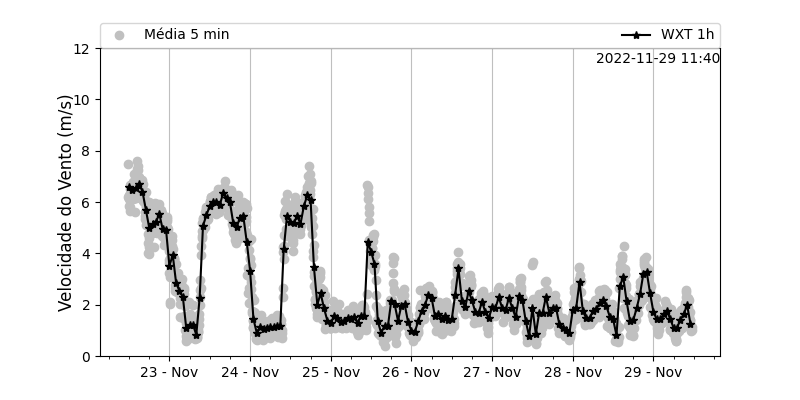 Média 5 min WXT 1h
2022-11-29 11:40
Velocidade do Vento (m/s)
12
10
8
6
4
2
0
23 - Nov 24 - Nov 25 - Nov 26 - Nov 27 - Nov 28 - Nov 29 - Nov